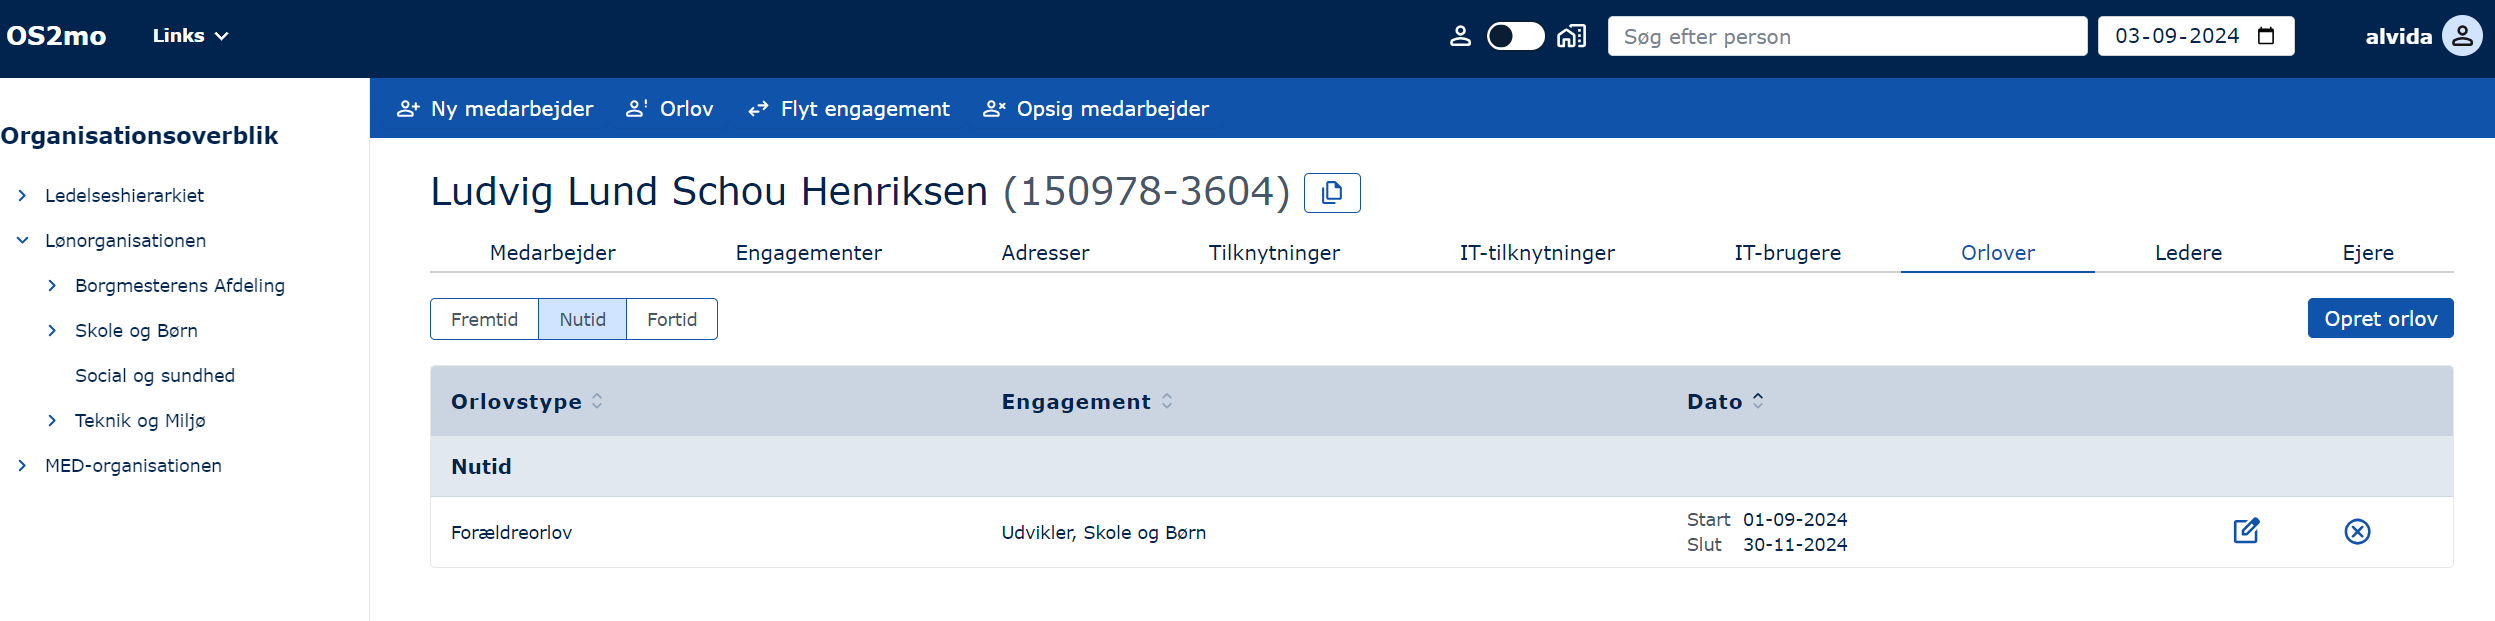 OS2mo Links Søg efter person 03-09-2024 alvida
Ny medarbejder Orlov Flyt engagement Opsig medarbejder
Organisationsoverblik
Ledelseshierarkiet
Lønorganisationen
Borgmesterens Afdeling
Skole og Børn
Social og sundhed
Teknik og Miljø
MED-organisationen
Ludvig Lund Schou Henriksen (150978-3604)
Medarbejder Engagementer Adresser Tilknytninger IT-tilknytninger IT-brugere Orlover Ledere Ejere
Fremtid Nutid Fortid Opret orlov
Orlovstype Engagement Dato
Nutid
Forældreorlov Udvikler, Skole og Børn Start 01-09-2024
Slut 30-11-2024